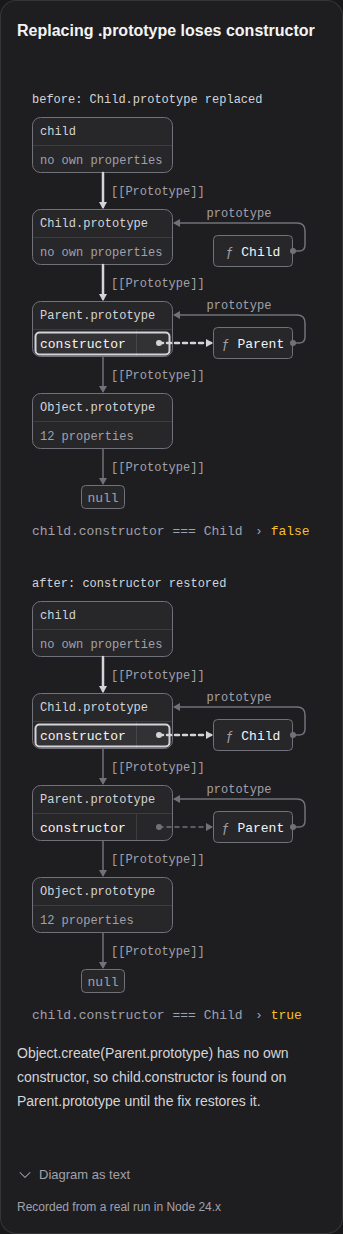 Replacing .prototype loses constructor
before: Child.prototype replaced
child
no own properties
[[Prototype]]
prototype
Child.prototype
no own properties
ƒ Child
[[Prototype]]
prototype
Parent.prototype
constructor
ƒ Parent
[[Prototype]]
Object.prototype
12 properties
[[Prototype]]
null
child.constructor === Child › false
after: constructor restored
child
no own properties
[[Prototype]]
prototype
Child.prototype
constructor
ƒ Child
[[Prototype]]
prototype
Parent.prototype
constructor
ƒ Parent
[[Prototype]]
Object.prototype
12 properties
[[Prototype]]
null
child.constructor === Child › true
Object.create(Parent.prototype) has no own
constructor, so child.constructor is found on
Parent.prototype until the fix restores it.
Diagram as text
Recorded from a real run in Node 24.x